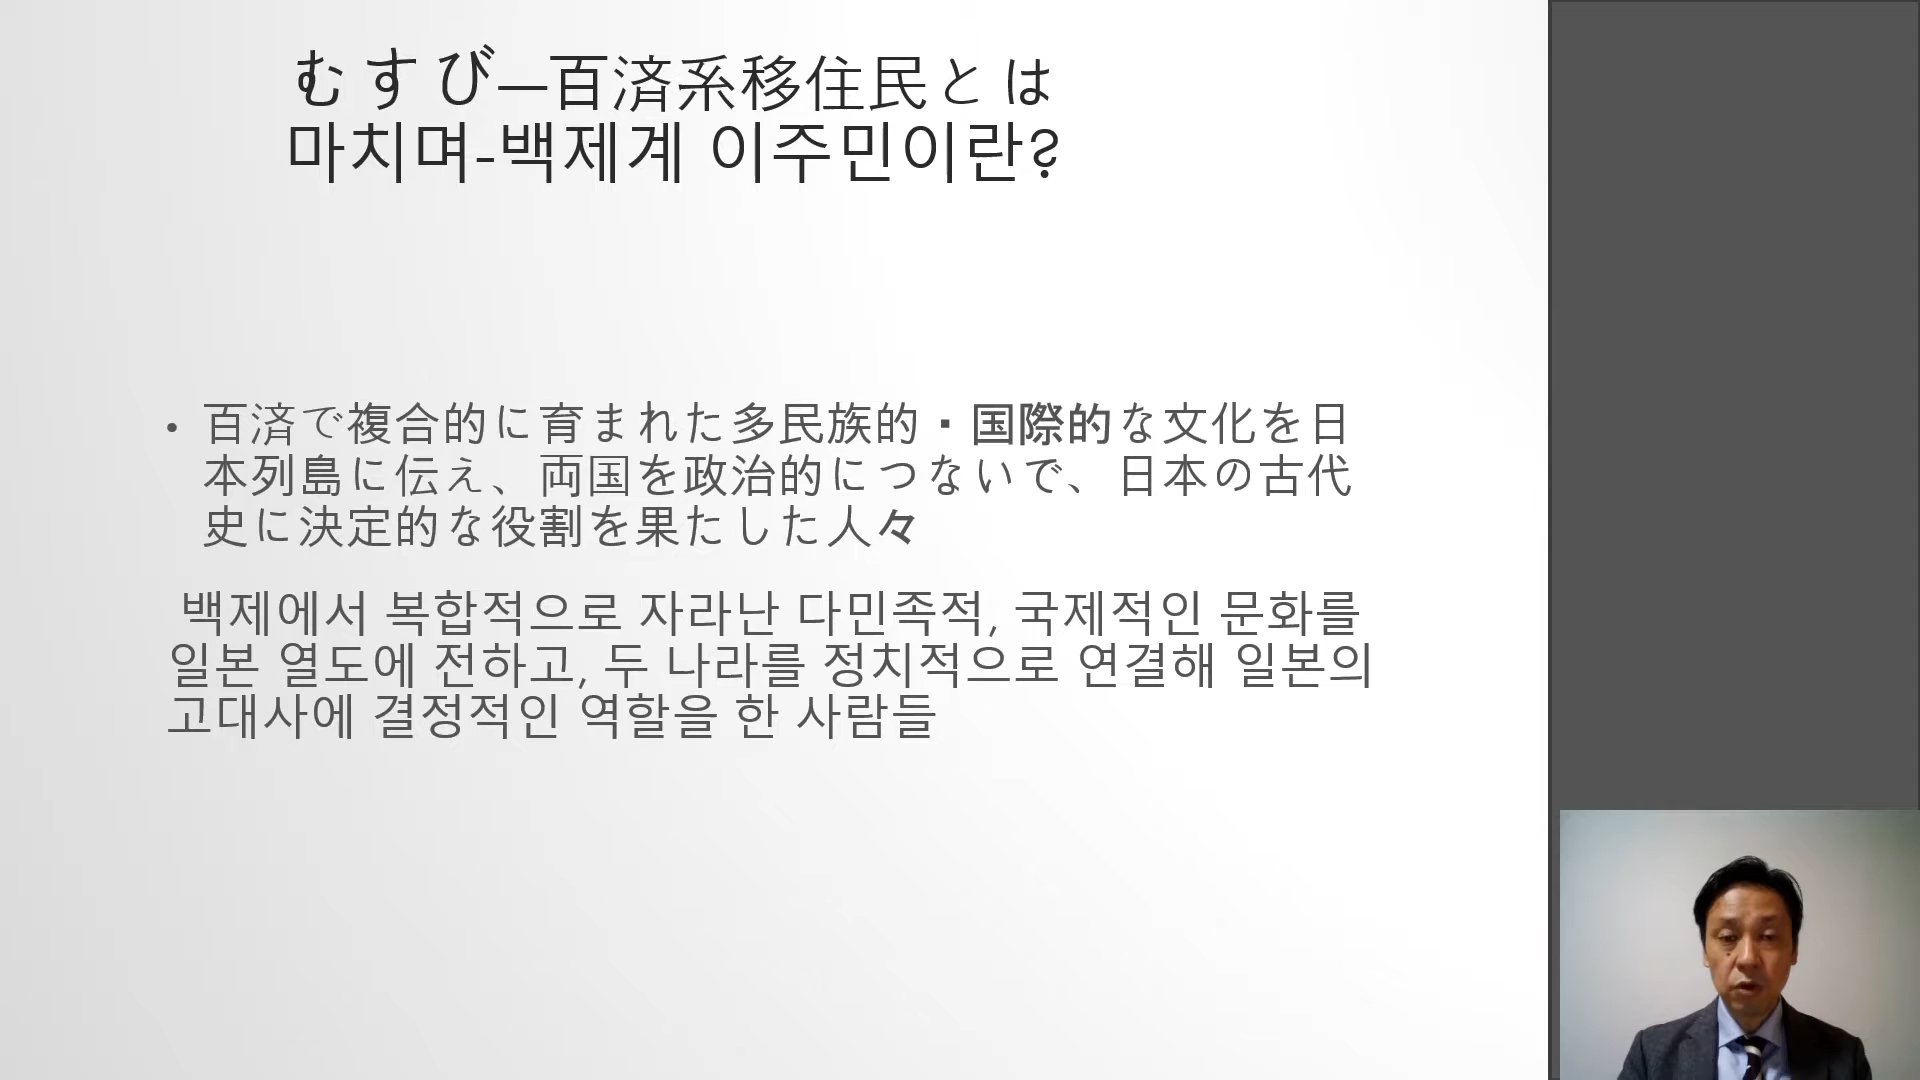 むすび―百済系移住民とは
마치며-백제계 이주민이란?
• 百済で複合的に育まれた多民族的・国際的な文化を日
本列島に伝え、両国を政治的につないで、日本の古代
史に決定的な役割を果たした人々
백제에서 복합적으로 자라난 다민족적, 국제적인 문화를
일본 열도에 전하고, 두 나라를 정치적으로 연결해 일본의
고대사에 결정적인 역할을 한 사람들